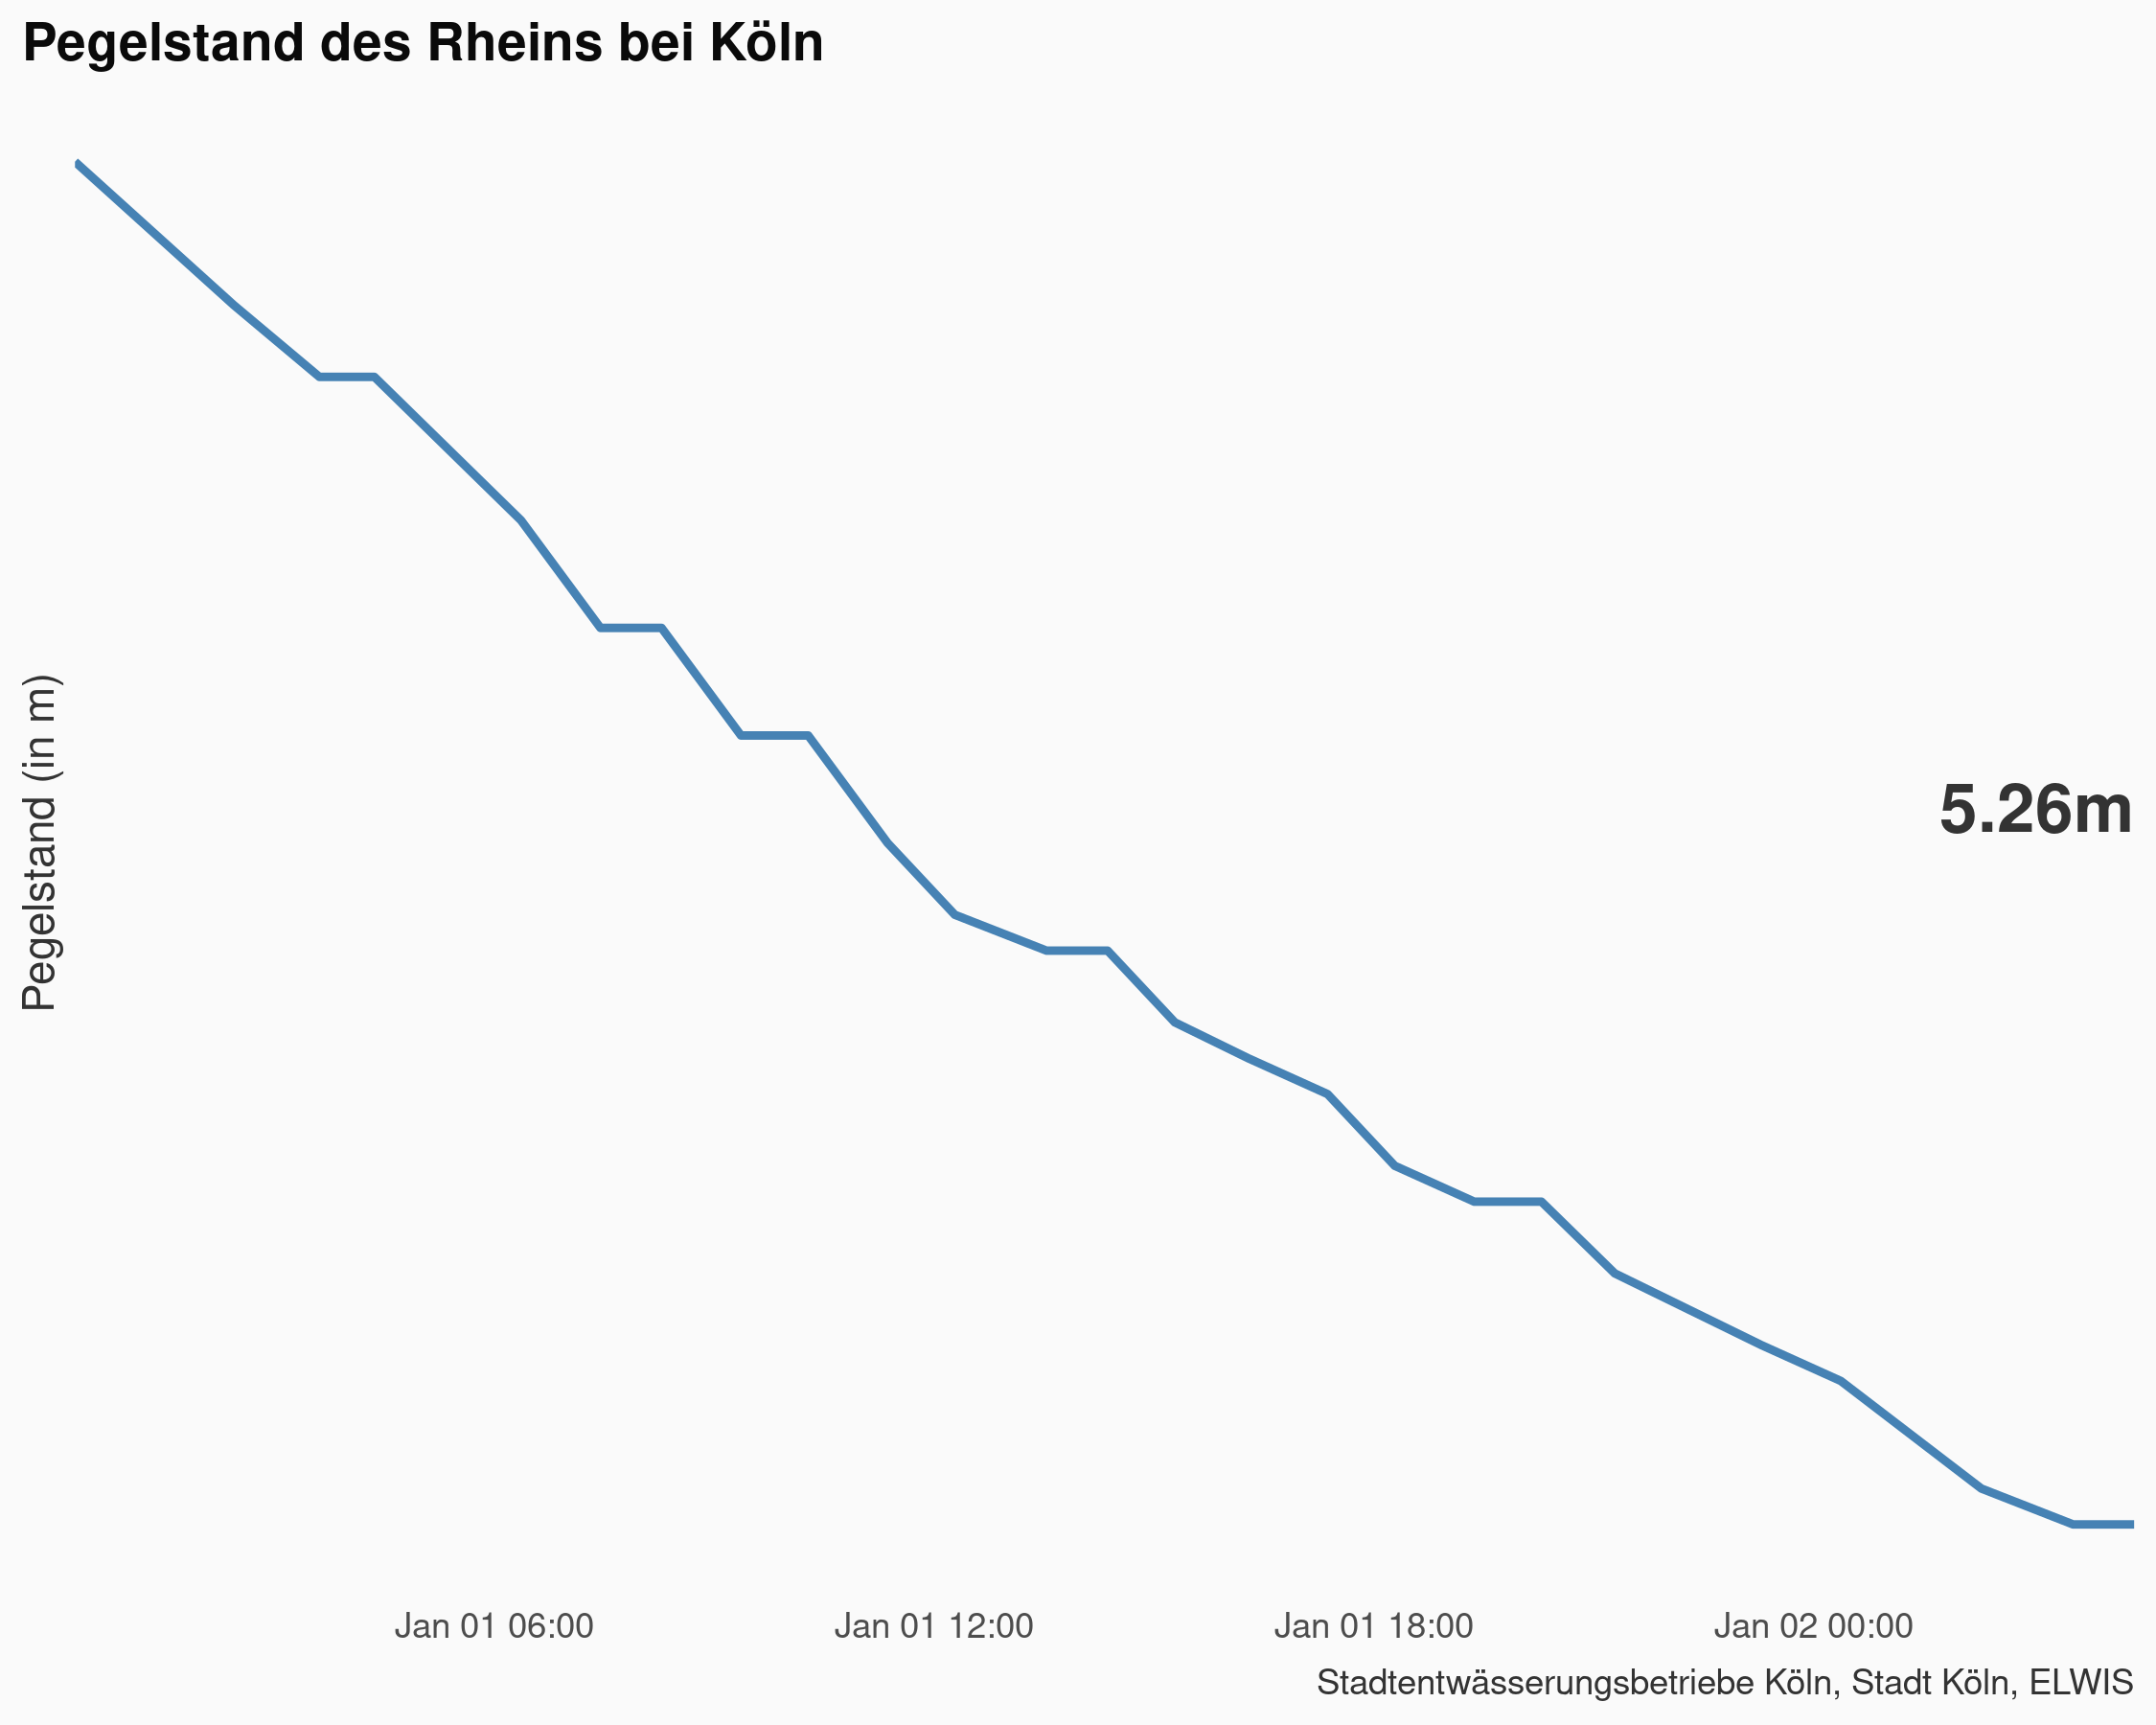 Pegelstand des Rheins bei Köln
Pegelstand (in m)
5.26m
Jan 01 06:00
Jan 01 12:00
Jan 01 18:00
Jan 02 00:00
Stadtentwässerungsbetriebe Köln, Stadt Köln, ELWIS